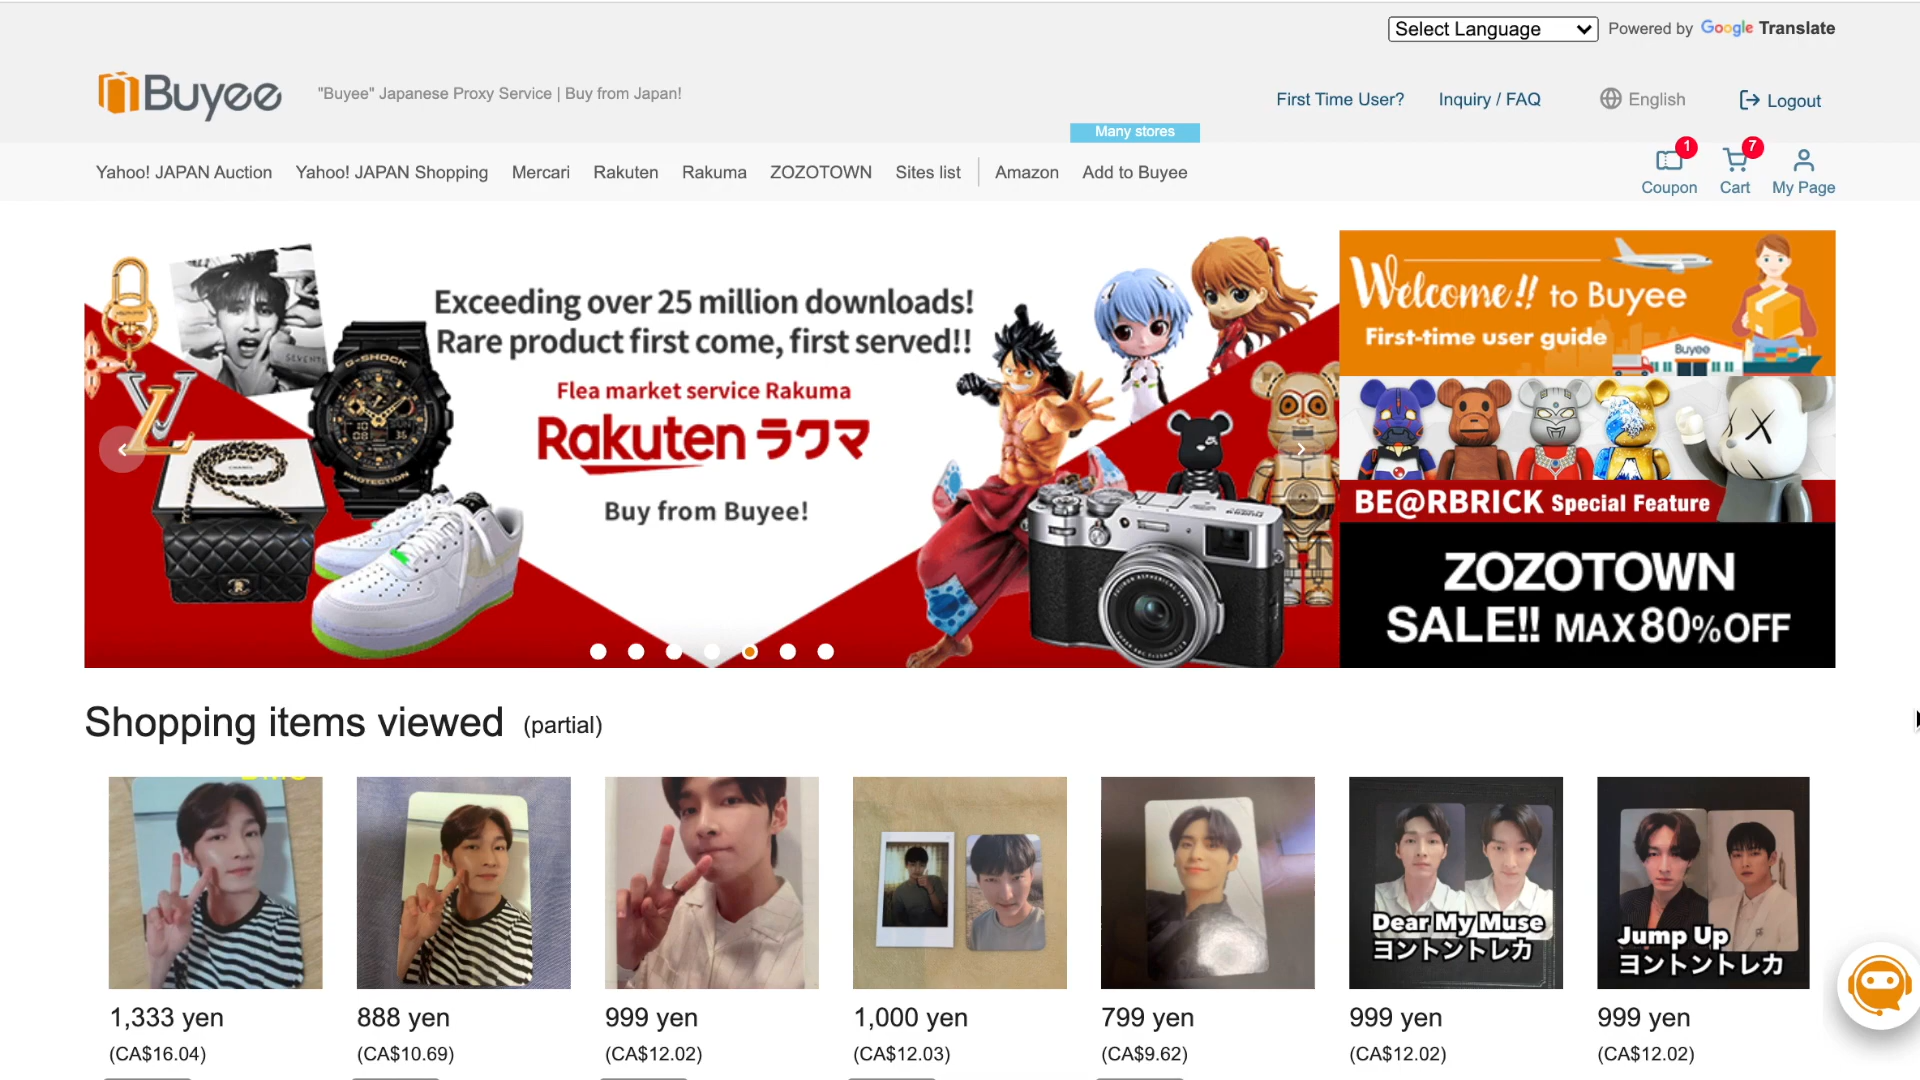 Select Language
Powered by Google Translate
Buyee
"Buyee" Japanese Proxy Service | Buy from Japan!
First Time User?
Inquiry / FAQ
English
Logout
Many stores
Yahoo! JAPAN Auction
Yahoo! JAPAN Shopping
Mercari
Rakuten
Rakuma
ZOZOTOWN
Sites list
Amazon
Add to Buyee
1
Coupon
7
Cart
My Page
Exceeding over 25 million downloads!
Rare product first come, first served!!
Flea market service Rakuma
Rakuten ラクマ
Buy from Buyee!
G-SHOCK
PROTECTION
CHANEL
Welcome!! to Buyee
First-time user guide
Buyee
BE@RBRICK Special Feature
ZOZOTOWN
SALE!! MAX80%OFF
Shopping items viewed (partial)
1,333 yen
(CA$16.04)
888 yen
(CA$10.69)
999 yen
(CA$12.02)
1,000 yen
(CA$12.03)
799 yen
(CA$9.62)
Dear My Muse
ヨントントレカ
999 yen
(CA$12.02)
Jump Up
ヨントントレカ
999 yen
(CA$12.02)